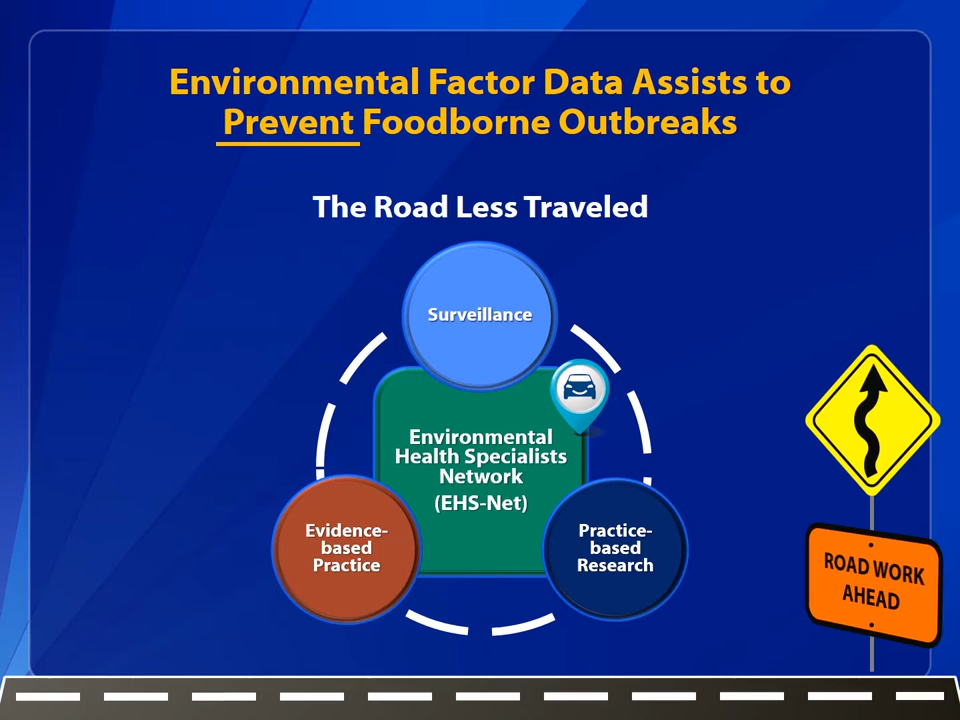 Environmental Factor Data Assists to
Prevent Foodborne Outbreaks
The Road Less Traveled
Surveillance
Environmental
Health Specialists
Network
(EHS-Net)
Evidence-
based
Practice
Practice-
based
Research
ROAD WORK
AHEAD